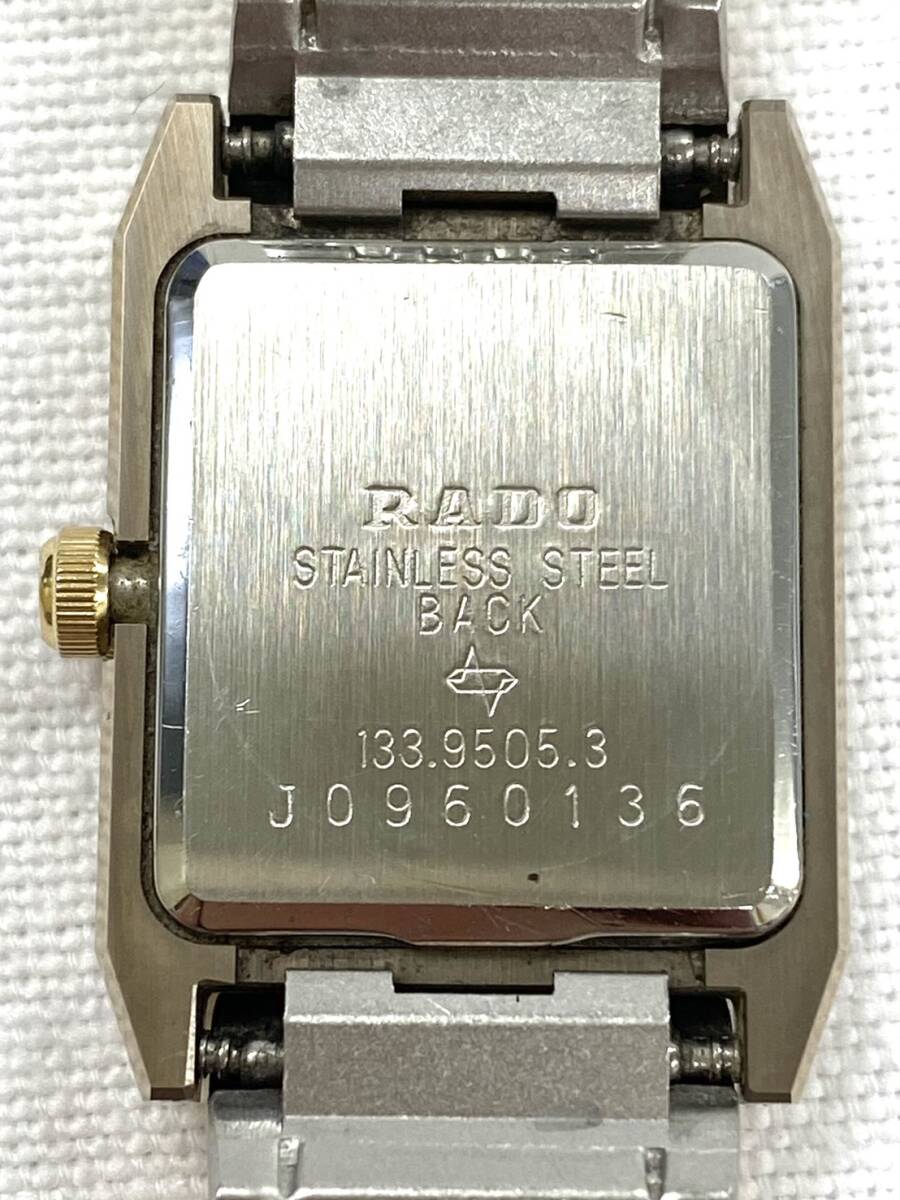 RADO
STAINLESS STEEL
BACK
133.9505.3
J0960136